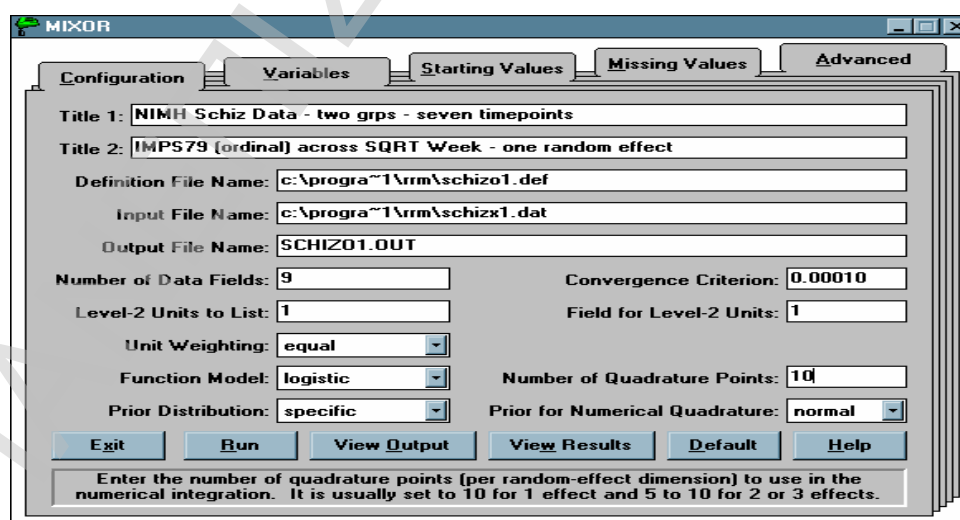 MIXOR
Configuration Variables Starting Values Missing Values Advanced
Title 1: NIMH Schiz Data - two grps - seven timepoints
Title 2: IMPS79 (ordinal) across SQRT Week - one random effect
Definition File Name: c:\progra~1\rrm\schizo1.def
Input File Name: c:\progra~1\rrm\schizx1.dat
Output File Name: SCHIZO1.OUT
Number of Data Fields: 9 Convergence Criterion: 0.00010
Level-2 Units to List: 1 Field for Level-2 Units: 1
Unit Weighting: equal
Function Model: logistic Number of Quadrature Points: 10
Prior Distribution: specific Prior for Numerical Quadrature: normal
Exit Run View Output View Results Default Help
Enter the number of quadrature points (per random-effect dimension) to use in the
numerical integration. It is usually set to 10 for 1 effect and 5 to 10 for 2 or 3 effects.